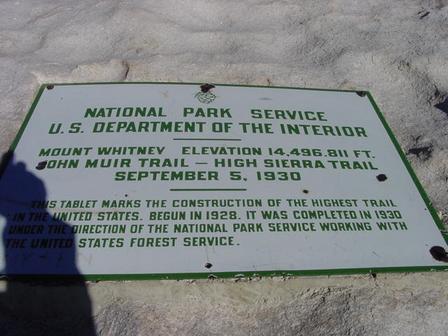 NATIONAL PARK SERVICE
U.S. DEPARTMENT OF THE INTERIOR
MOUNT WHITNEY ELEVATION 14,496.811 FT.
JOHN MUIR TRAIL — HIGH SIERRA TRAIL
SEPTEMBER 5, 1930
THIS TABLET MARKS THE CONSTRUCTION OF THE HIGHEST TRAIL
IN THE UNITED STATES. BEGUN IN 1928. IT WAS COMPLETED IN 1930
UNDER THE DIRECTION OF THE NATIONAL PARK SERVICE WORKING WITH
THE UNITED STATES FOREST SERVICE.